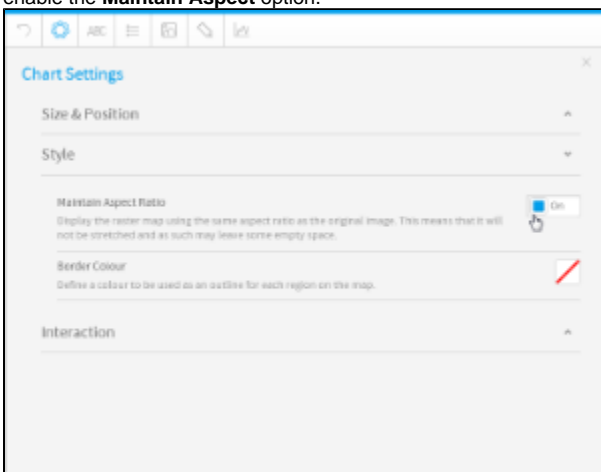 enable the Maintain Aspect option.
ABC
Chart Settings
Size & Position
Style
Maintain Aspect Ratio
On
Display the raster map using the same aspect ratio as the original image. This means that it will
not be stretched and as such may leave some empty space.
Border Colour
Define a colour to be used as an outline for each region on the map.
Interaction